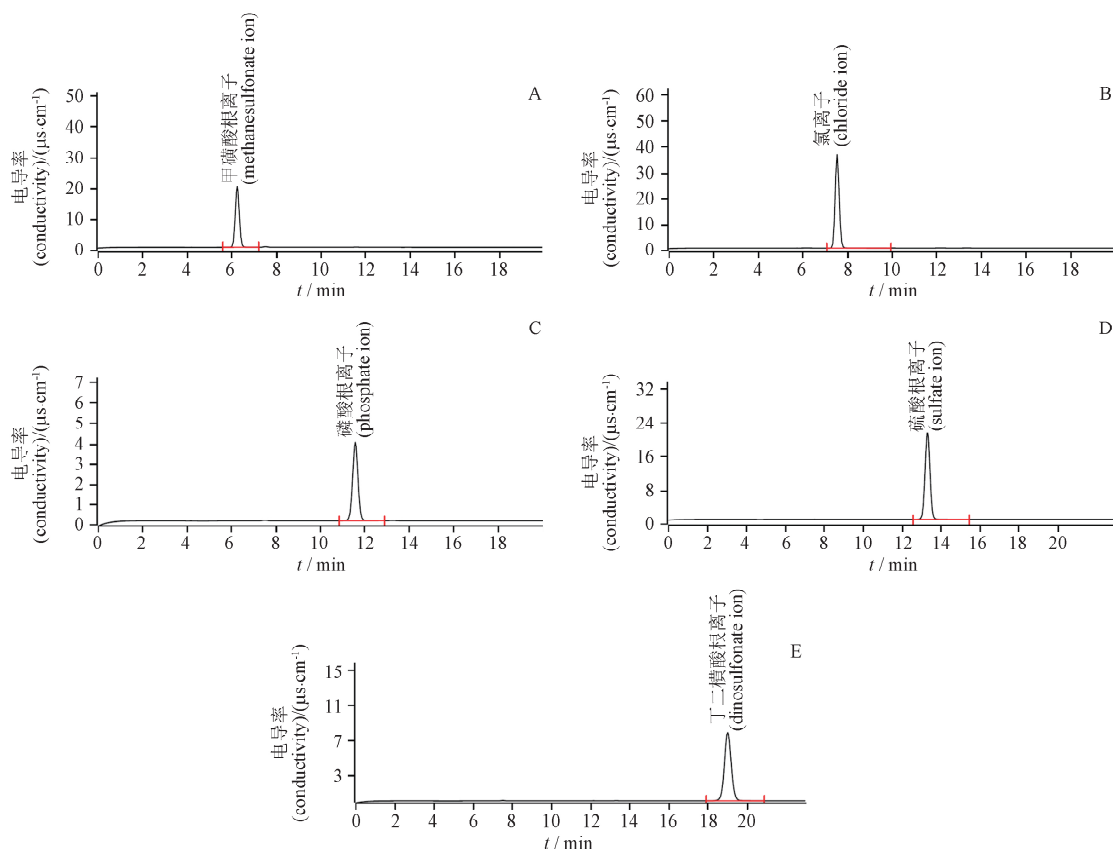 A
甲磺酸根离子
(methanesulfonate ion)
电导率
(conductivity)/(μs·cm⁻¹)
50
40
30
20
10
0
0 2 4 6 8 10 12 14 16 18
t / min
B
氯离子
(chloride ion)
电导率
(conductivity)/(μs·cm⁻¹)
60
50
40
30
20
10
0
0 2 4 6 8 10 12 14 16 18
t / min
C
磷酸根离子
(phosphate ion)
电导率
(conductivity)/(μs·cm⁻¹)
7
6
5
4
3
2
1
0
0 2 4 6 8 10 12 14 16 18
t / min
D
硫酸根离子
(sulfate ion)
电导率
(conductivity)/(μs·cm⁻¹)
32
24
16
8
0
0 2 4 6 8 10 12 14 16 18 20
t / min
E
丁二横酸根离子
(dinosulfonate ion)
电导率
(conductivity)/(μs·cm⁻¹)
15
11
7
3
0 2 4 6 8 10 12 14 16 18 20
t / min